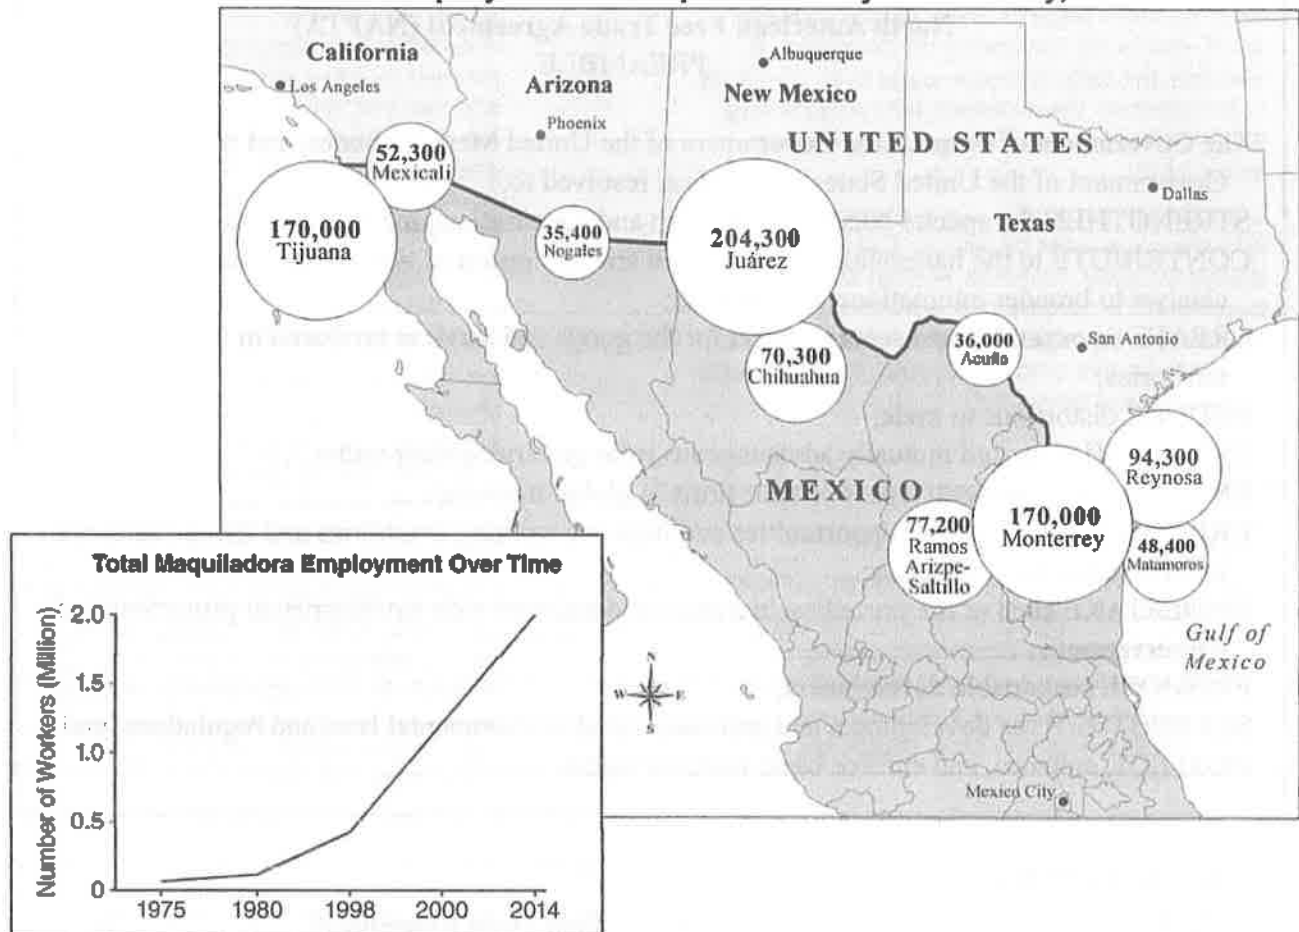 California
Los Angeles
Arizona
Phoenix
Albuquerque
New Mexico
UNITED STATES
Dallas
Texas
San Antonio
52,300
Mexicali
170,000
Tijuana
35,400
Nogales
204,300
Juárez
70,300
Chihuahua
36,000
Acuña
MEXICO
94,300
Reynosa
170,000
Monterrey
77,200
Ramos
Arizpe-
Saltillo
48,400
Matamoros
Gulf of
Mexico
N
W
E
S
Mexico City
Total Maquiladora Employment Over Time
Number of Workers (Million)
2.0
1.5
1.0
0.5
0
1975
1980
1998
2000
2014